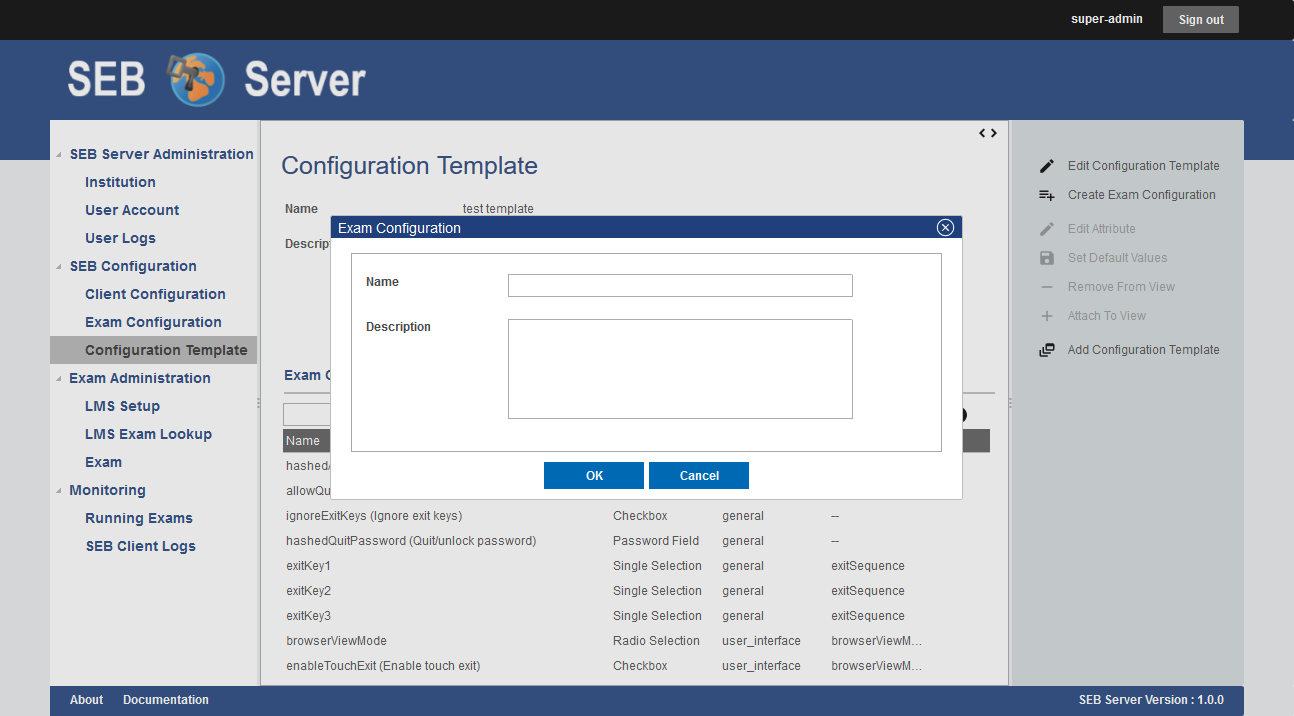 super-admin
Sign out
SEB Server
SEB Server Administration
Institution
User Account
User Logs
SEB Configuration
Client Configuration
Exam Configuration
Configuration Template
Exam Administration
LMS Setup
LMS Exam Lookup
Exam
Monitoring
Running Exams
SEB Client Logs
Configuration Template
Name test template
Descrip
Exam Configuration
Name
Description
OK Cancel
Exam C
Name
hashedA
allowQu
ignoreExitKeys (Ignore exit keys) Checkbox general --
hashedQuitPassword (Quit/unlock password) Password Field general --
exitKey1 Single Selection general exitSequence
exitKey2 Single Selection general exitSequence
exitKey3 Single Selection general exitSequence
browserViewMode Radio Selection user_interface browserViewM...
enableTouchExit (Enable touch exit) Checkbox user_interface browserViewM...
Edit Configuration Template
Create Exam Configuration
Edit Attribute
Set Default Values
Remove From View
Attach To View
Add Configuration Template
About Documentation
SEB Server Version : 1.0.0